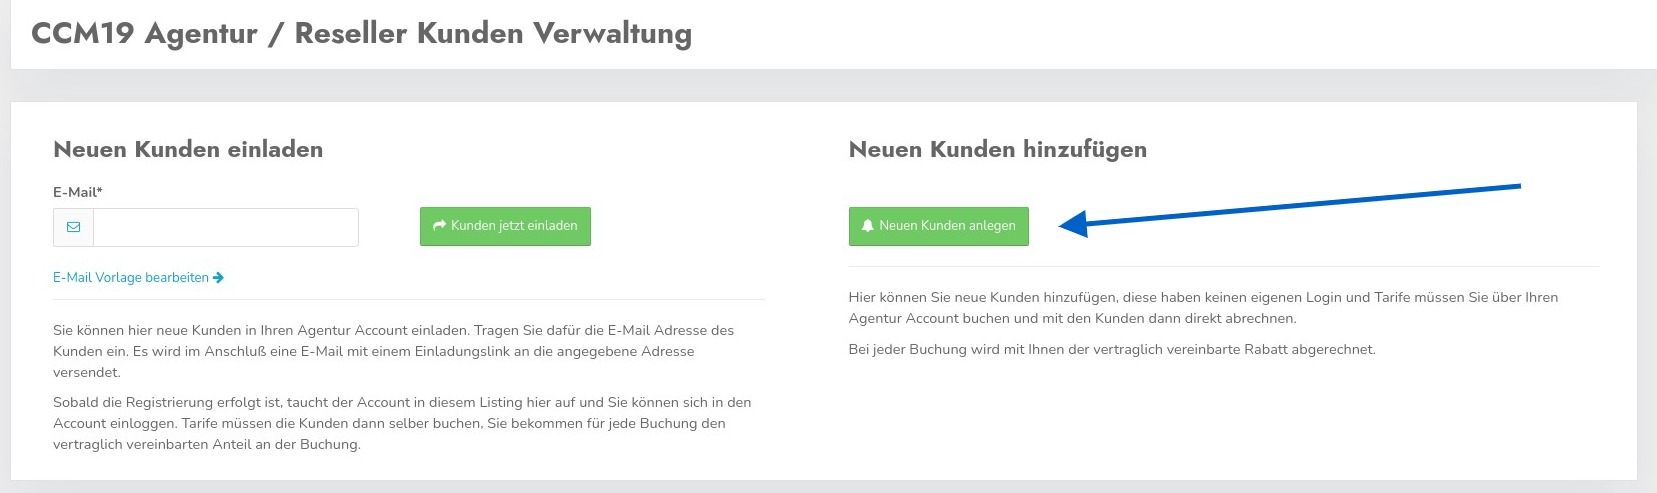 CCM19 Agentur / Reseller Kunden Verwaltung
Neuen Kunden einladen
E-Mail*
Kunden jetzt einladen
E-Mail Vorlage bearbeiten
Sie können hier neue Kunden in Ihren Agentur Account einladen. Tragen Sie dafür die E-Mail Adresse des
Kunden ein. Es wird im Anschluß eine E-Mail mit einem Einladungslink an die angegebene Adresse
versendet.
Sobald die Registrierung erfolgt ist, taucht der Account in diesem Listing hier auf und Sie können sich in den
Account einloggen. Tarife müssen die Kunden dann selber buchen, Sie bekommen für jede Buchung den
vertraglich vereinbarten Anteil an der Buchung.
Neuen Kunden hinzufügen
Neuen Kunden anlegen
Hier können Sie neue Kunden hinzufügen, diese haben keinen eigenen Login und Tarife müssen Sie über Ihren
Agentur Account buchen und mit den Kunden dann direkt abrechnen.
Bei jeder Buchung wird mit Ihnen der vertraglich vereinbarte Rabatt abgerechnet.